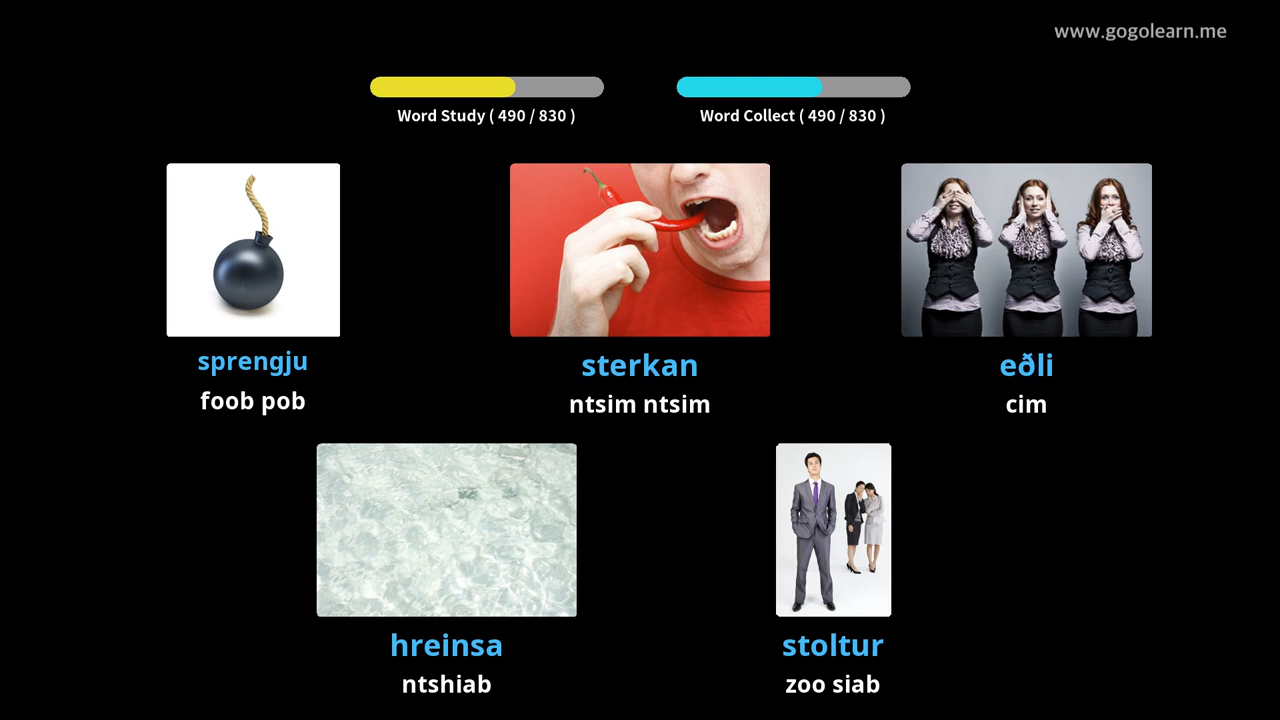 www.gogolearn.me
Word Study ( 490 / 830 )
Word Collect ( 490 / 830 )
sprengju
foob pob
sterkan
ntsim ntsim
eðli
cim
hreinsa
ntshiab
stoltur
zoo siab